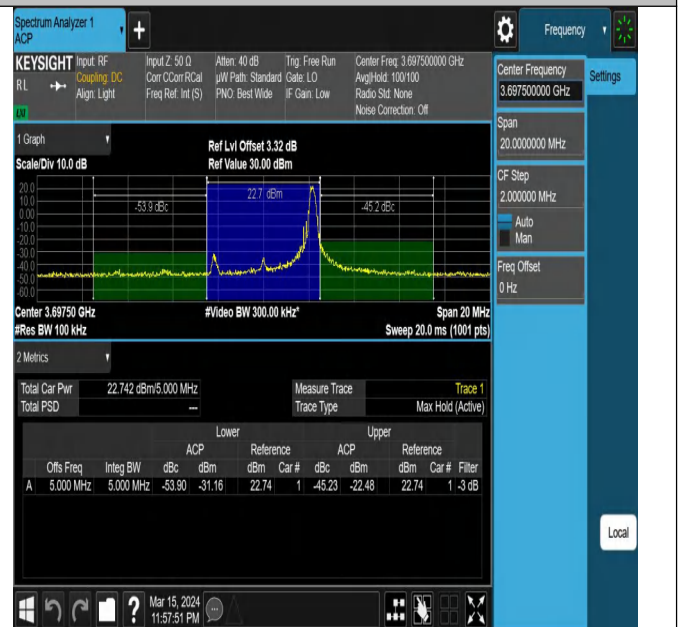 Spectrum Analyzer 1
ACP
Frequency
KEYSIGHT
RL
LXI
Input: RF
Coupling: DC
Align: Light
Input Z: 50 Ω
Corr CCorr RCal
Freq Ref: Int (S)
Atten: 40 dB
µW Path: Standard
PNO: Best Wide
Trig: Free Run
Gate: LO
IF Gain: Low
Center Freq: 3.697500000 GHz
Avg|Hold: 100/100
Radio Std: None
Noise Correction: Off
Center Frequency
3.697500000 GHz
Settings
Span
20.0000000 MHz
CF Step
2.000000 MHz
Auto
Man
Freq Offset
0 Hz
1 Graph
Scale/Div 10.0 dB
Ref Lvl Offset 3.32 dB
Ref Value 30.00 dBm
20.0
10.0
0.00
-10.0
-20.0
-30.0
-40.0
-50.0
-60.0
-53.9 dBc
22.7 dBm
-45.2 dBc
Center 3.69750 GHz
#Video BW 300.00 kHz*
Span 20 MHz
#Res BW 100 kHz
Sweep 20.0 ms (1001 pts)
2 Metrics
Total Car Pwr 22.742 dBm/5.000 MHz
Total PSD ---
Measure Trace Trace 1
Trace Type Max Hold (Active)
Lower Upper
ACP Reference ACP Reference
Offs Freq Integ BW dBc dBm dBm Car # dBc dBm dBm Car # Filter
A 5.000 MHz 5.000 MHz -53.90 -31.16 22.74 1 -45.23 -22.48 22.74 1 -3 dB
Local
?
Mar 15, 2024
11:57:51 PM